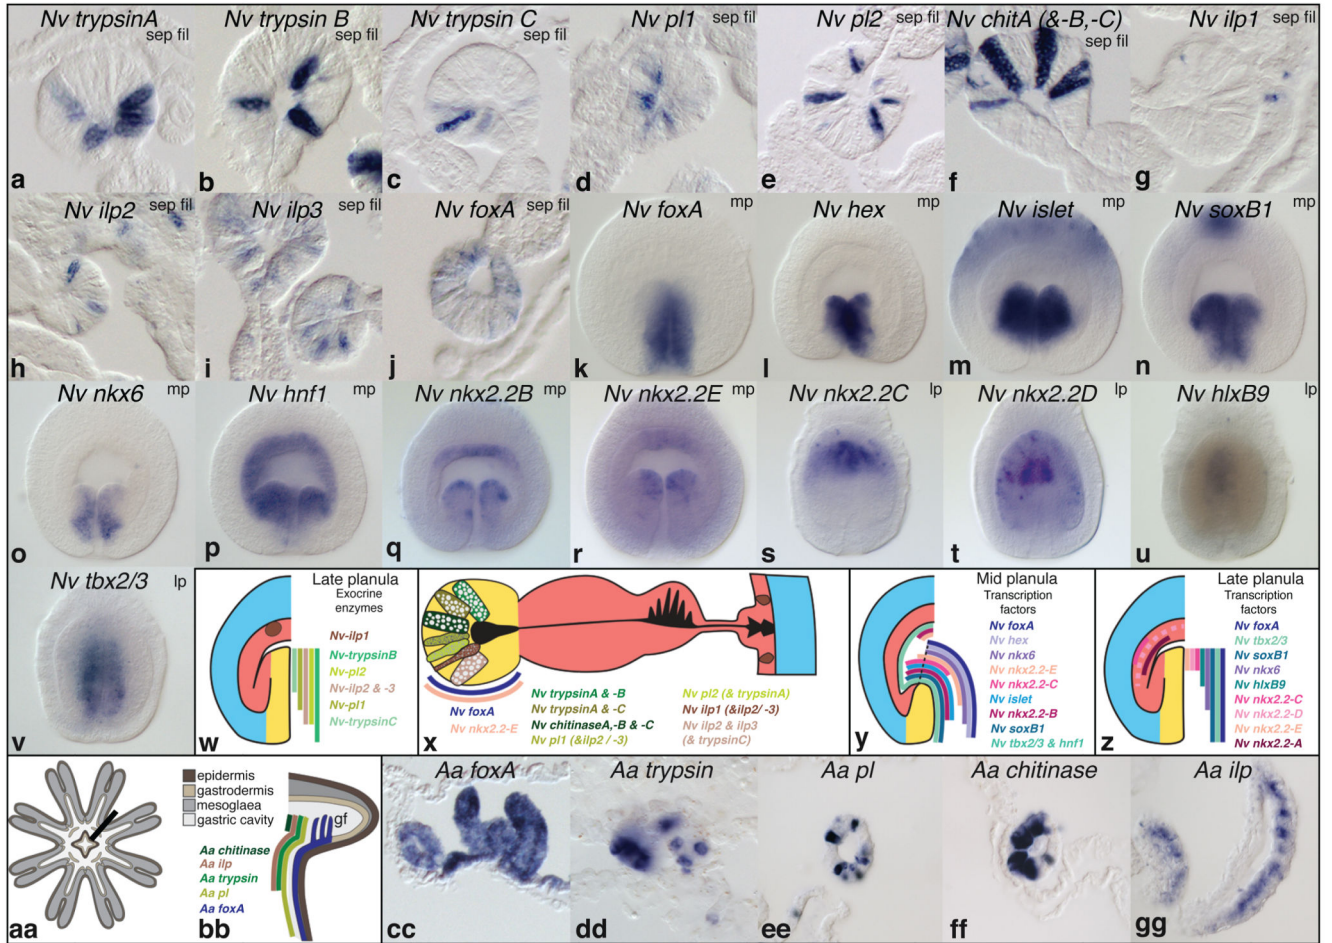 Nv trypsinA
sep fil
a
Nv trypsin B
sep fil
b
Nv trypsin C
sep fil
c
Nv pl1
sep fil
d
Nv pl2
sep fil
e
Nv chitA (&-B,-C)
sep fil
f
Nv ilp1
sep fil
g
Nv ilp2
sep fil
h
Nv ilp3
sep fil
i
Nv foxA
sep fil
j
Nv foxA
mp
k
Nv hex
mp
l
Nv islet
mp
m
Nv soxB1
mp
n
Nv nkx6
mp
o
Nv hnf1
mp
p
Nv nkx2.2B
mp
q
Nv nkx2.2E
mp
r
Nv nkx2.2C
lp
s
Nv nkx2.2D
lp
t
Nv hlxB9
lp
u
Nv tbx2/3
lp
v
Late planula
Exocrine
enzymes
Nv-ilp1
Nv-trypsinB
Nv-pl2
Nv-ilp2 & -3
Nv-pl1
Nv-trypsinC
w
Nv foxA
Nv nkx2.2-E
Nv trypsinA & -B
Nv trypsinA & -C
Nv chitinaseA,-B & -C
Nv pl1 (&ilp2 / -3)
Nv pl2 (& trypsinA)
Nv ilp1 (&ilp2/ -3)
Nv ilp2 & ilp3
(& trypsinC)
x
Mid planula
Transcription
factors
Nv foxA
Nv hex
Nv nkx6
Nv nkx2.2-E
Nv nkx2.2-C
Nv islet
Nv nkx2.2-B
Nv soxB1
Nv tbx2/3 & hnf1
y
Late planula
Transcription
factors
Nv foxA
Nv tbx2/3
Nv soxB1
Nv nkx6
Nv hlxB9
Nv nkx2.2-C
Nv nkx2.2-D
Nv nkx2.2-E
Nv nkx2.2-A
z
aa
epidermis
gastrodermis
mesoglaea
gastric cavity
gf
Aa chitinase
Aa ilp
Aa trypsin
Aa pl
Aa foxA
bb
Aa foxA
cc
Aa trypsin
dd
Aa pl
ee
Aa chitinase
ff
Aa ilp
gg